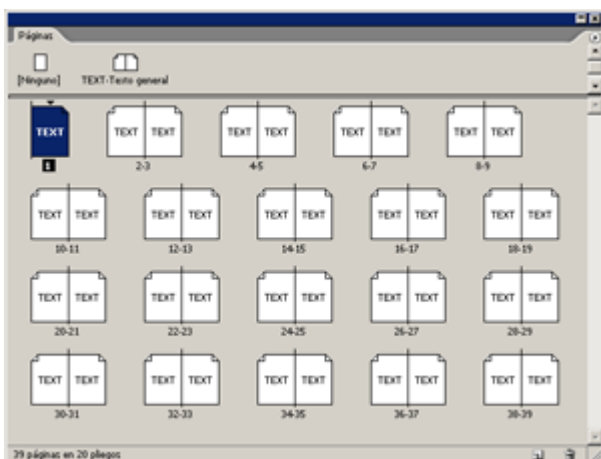 Páginas
[Ninguno] TEXT-Texto general
TEXT TEXT TEXT TEXT TEXT TEXT TEXT TEXT TEXT
1 2-3 4-5 6-7 8-9
TEXT TEXT TEXT TEXT TEXT TEXT TEXT TEXT TEXT TEXT
10-11 12-13 14-15 16-17 18-19
TEXT TEXT TEXT TEXT TEXT TEXT TEXT TEXT TEXT TEXT
20-21 22-23 24-25 26-27 28-29
TEXT TEXT TEXT TEXT TEXT TEXT TEXT TEXT TEXT TEXT
30-31 32-33 34-35 36-37 38-39
39 páginas en 20 pliegos